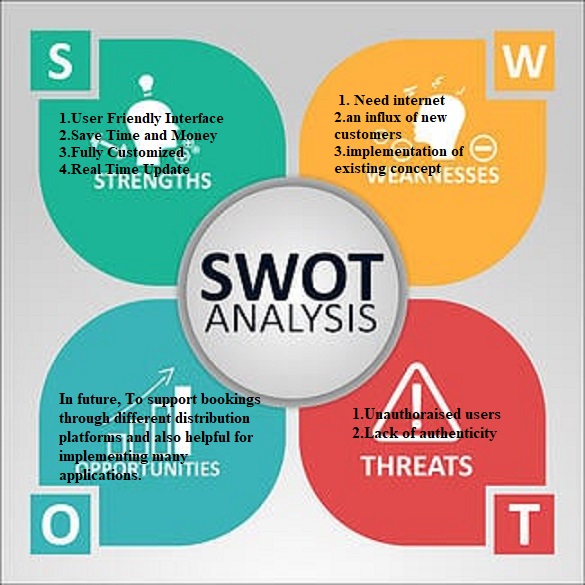 S
1.User Friendly Interface
2.Save Time and Money
3.Fully Customized
4.Real Time Update
STRENGTHS
W
1. Need internet
2.an influx of new
customers
3.implementation of
existing concept
WEAKNESSES
SWOT
ANALYSIS
In future, To support bookings
through different distribution
platforms and also helpful for
implementing many
applications.
OPPORTUNITIES
O
1.Unauthoraised users
2.Lack of authenticity
THREATS
T